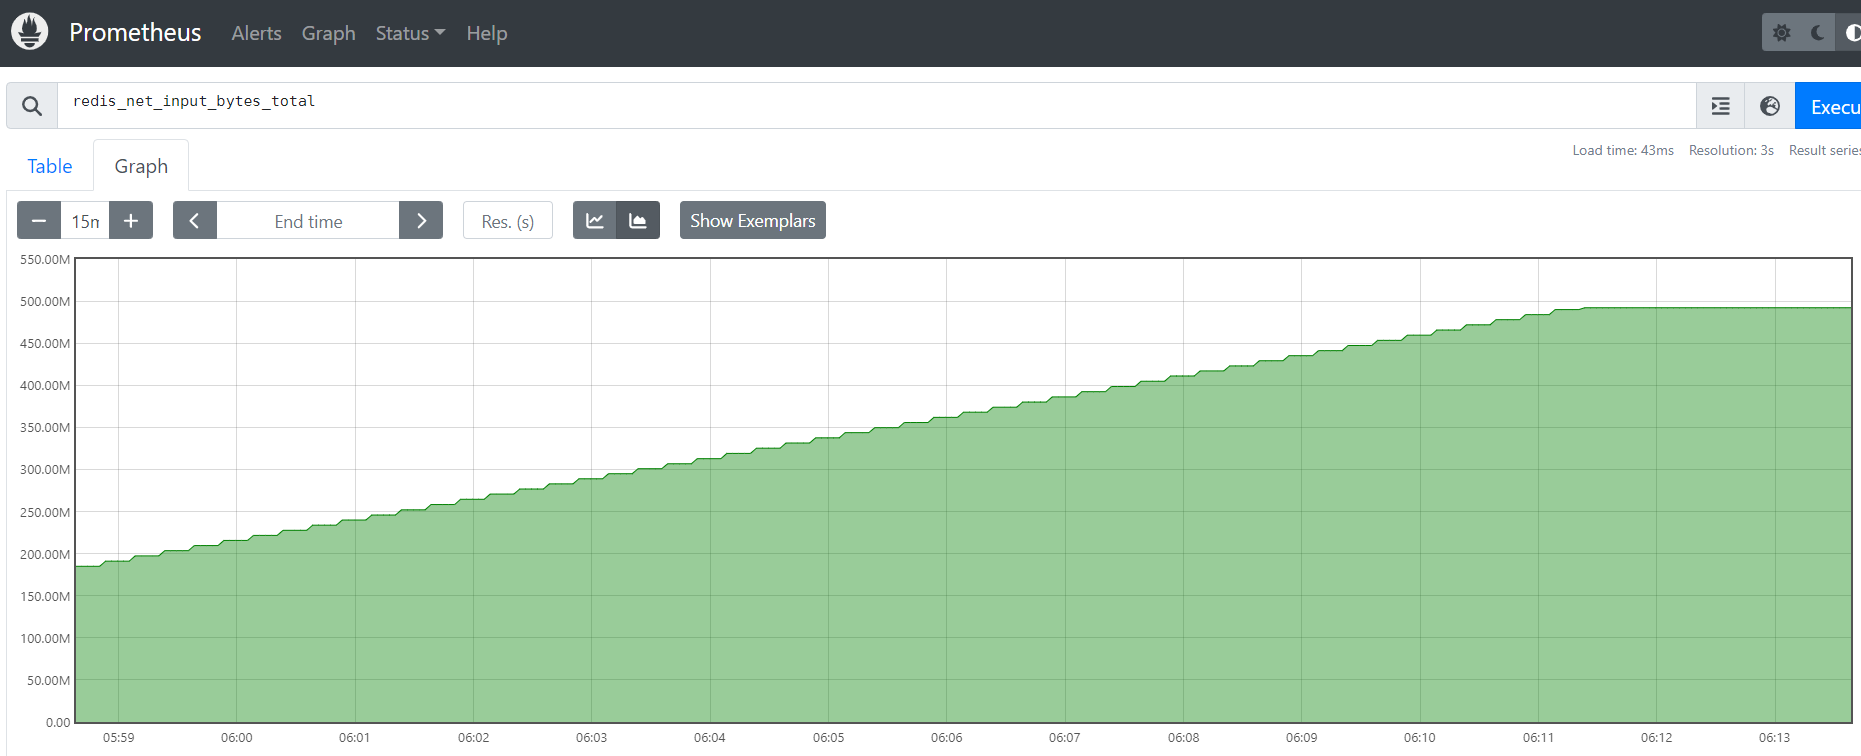 Prometheus Alerts Graph Status Help
redis_net_input_bytes_total
Execu
Load time: 43ms Resolution: 3s Result series
Table Graph
15m End time Res. (s) Show Exemplars
550.00M
500.00M
450.00M
400.00M
350.00M
300.00M
250.00M
200.00M
150.00M
100.00M
50.00M
0.00
05:59 06:00 06:01 06:02 06:03 06:04 06:05 06:06 06:07 06:08 06:09 06:10 06:11 06:12 06:13